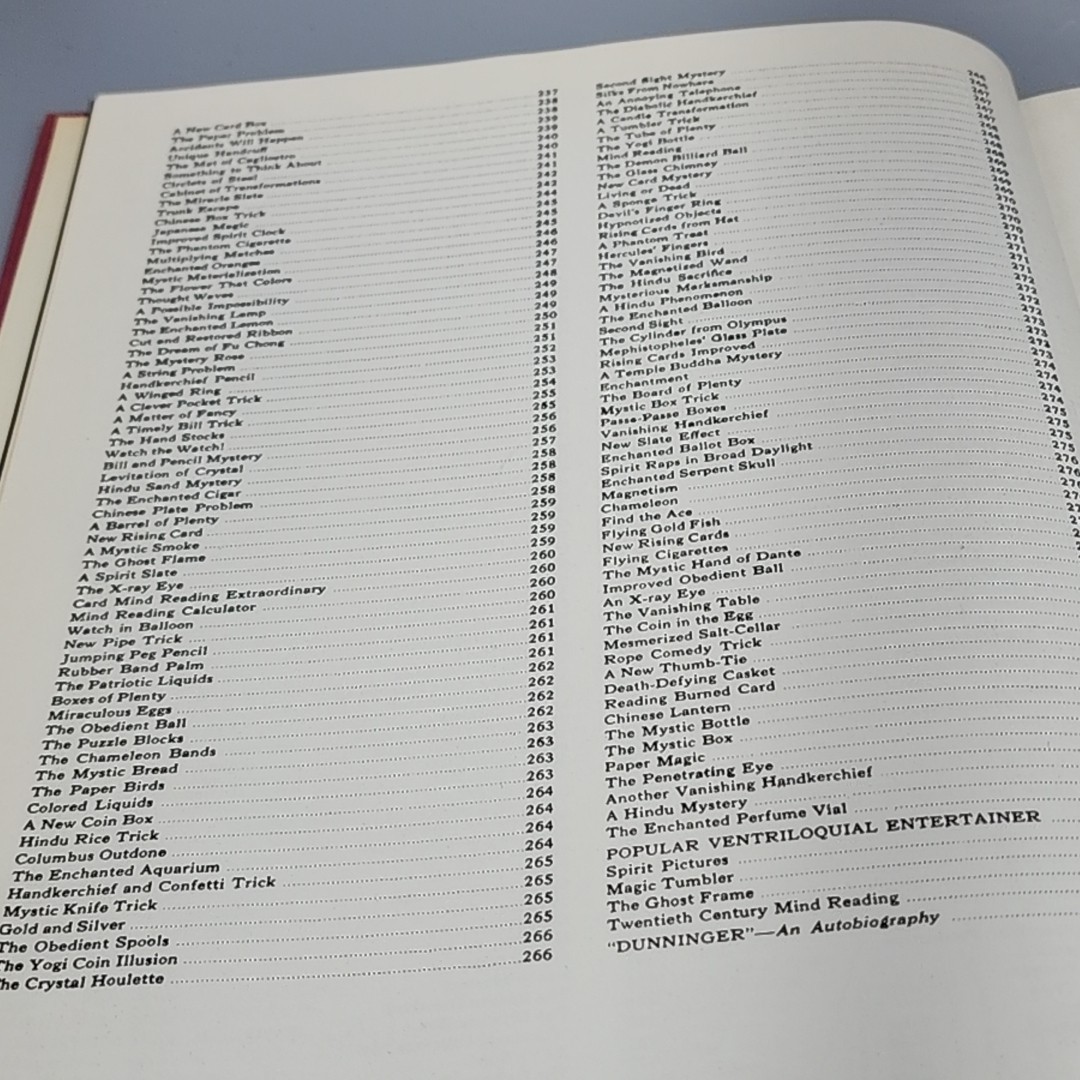 A New Card Box 237
The Paper Problem 238
Accidents Will Happen 238
Unique Handcuff 239
The Mat of Cagliostro 239
Something to Think About 240
Circlets of Steel 240
Cabinet of Transformations 241
The Miracle Slate 241
Trunk Escape 242
Chinese Box Trick 243
Japanese Magic 244
Improved Spirit Clock 245
The Phantom Cigarette 245
Multiplying Matches 245
Enchanted Oranges 246
Mystic Materialization 246
The Flower That Colors 247
Thought Waves 247
A Possible Impossibility 248
The Vanishing Lamp 249
The Enchanted Lemon 249
Cut and Restored Ribbon 249
The Dream of Fu Chong 250
The Mystery Rose 251
A String Problem 251
Handkerchief Pencil 252
A Winged Ring 253
A Clever Pocket Trick 253
A Matter of Fancy 254
A Timely Bill Trick 255
The Hand Stocks 255
Watch the Watch! 256
Bill and Pencil Mystery 256
Levitation of Crystal 257
Hindu Sand Mystery 258
The Enchanted Cigar 258
Chinese Plate Problem 258
A Barrel of Plenty 258
New Rising Card 259
A Mystic Smoke 259
The Ghost Flame 259
A Spirit Slate 260
The X-ray Eye 260
Card Mind Reading Extraordinary 260
Mind Reading Calculator 260
Watch in Balloon 261
New Pipe Trick 261
Jumping Peg Pencil 261
Rubber Band Palm 261
The Patriotic Liquids 262
Boxes of Plenty 262
Miraculous Eggs 262
The Obedient Ball 262
The Puzzle Blocks 263
The Chameleon Bands 263
The Mystic Bread 263
The Paper Birds 263
Colored Liquids 264
A New Coin Box 264
Hindu Rice Trick 264
Columbus Outdone 264
The Enchanted Aquarium 265
Handkerchief and Confetti Trick 265
Mystic Knife Trick 265
Gold and Silver 265
The Obedient Spools 266
The Yogi Coin Illusion 266
he Crystal Houlette 266
Second Sight Mystery
Silks From Nowhere
An Annoying Telephone
The Diabolic Handkerchief
A Candle Transformation
A Tumbler Trick
The Tube of Plenty
The Yogi Bottle
Mind Reading
The Demon Billiard Ball
The Glass Chimney
New Card Mystery
Living or Dead
A Sponge Trick
Devil's Finger Ring
Hypnotized Objects
Rising Cards from Hat
A Phantom Treat
Hercules' Fingers
The Vanishing Bird
The Magnetized Wand
The Hindu Sacrifice
Mysterious Marksmanship
A Hindu Phenomenon
The Enchanted Balloon
Second Sight
The Cylinder from Olympus
Mephistopheles' Glass Plate
Rising Cards Improved
A Temple Buddha Mystery
Enchantment
The Board of Plenty
Mystic Box Trick
Passe-Passe Boxes
Vanishing Handkerchief
New Slate Effect
Enchanted Ballot Box
Spirit Raps in Broad Daylight
Enchanted Serpent Skull
Magnetism
Chameleon
Find the Ace
Flying Gold Fish
New Rising Cards
Flying Cigarettes
The Mystic Hand of Dante
Improved Obedient Ball
An X-ray Eye
The Vanishing Table
The Coin in the Egg
Mesmerized Salt-Cellar
Rope Comedy Trick
A New Thumb-Tie
Death-Defying Casket
Reading Burned Card
Chinese Lantern
The Mystic Bottle
The Mystic Box
Paper Magic
The Penetrating Eye
Another Vanishing Handkerchief
A Hindu Mystery
The Enchanted Perfume Vial
POPULAR VENTRILOQUIAL ENTERTAINER
Spirit Pictures
Magic Tumbler
The Ghost Frame
Twentieth Century Mind Reading
"DUNNINGER"—An Autobiography